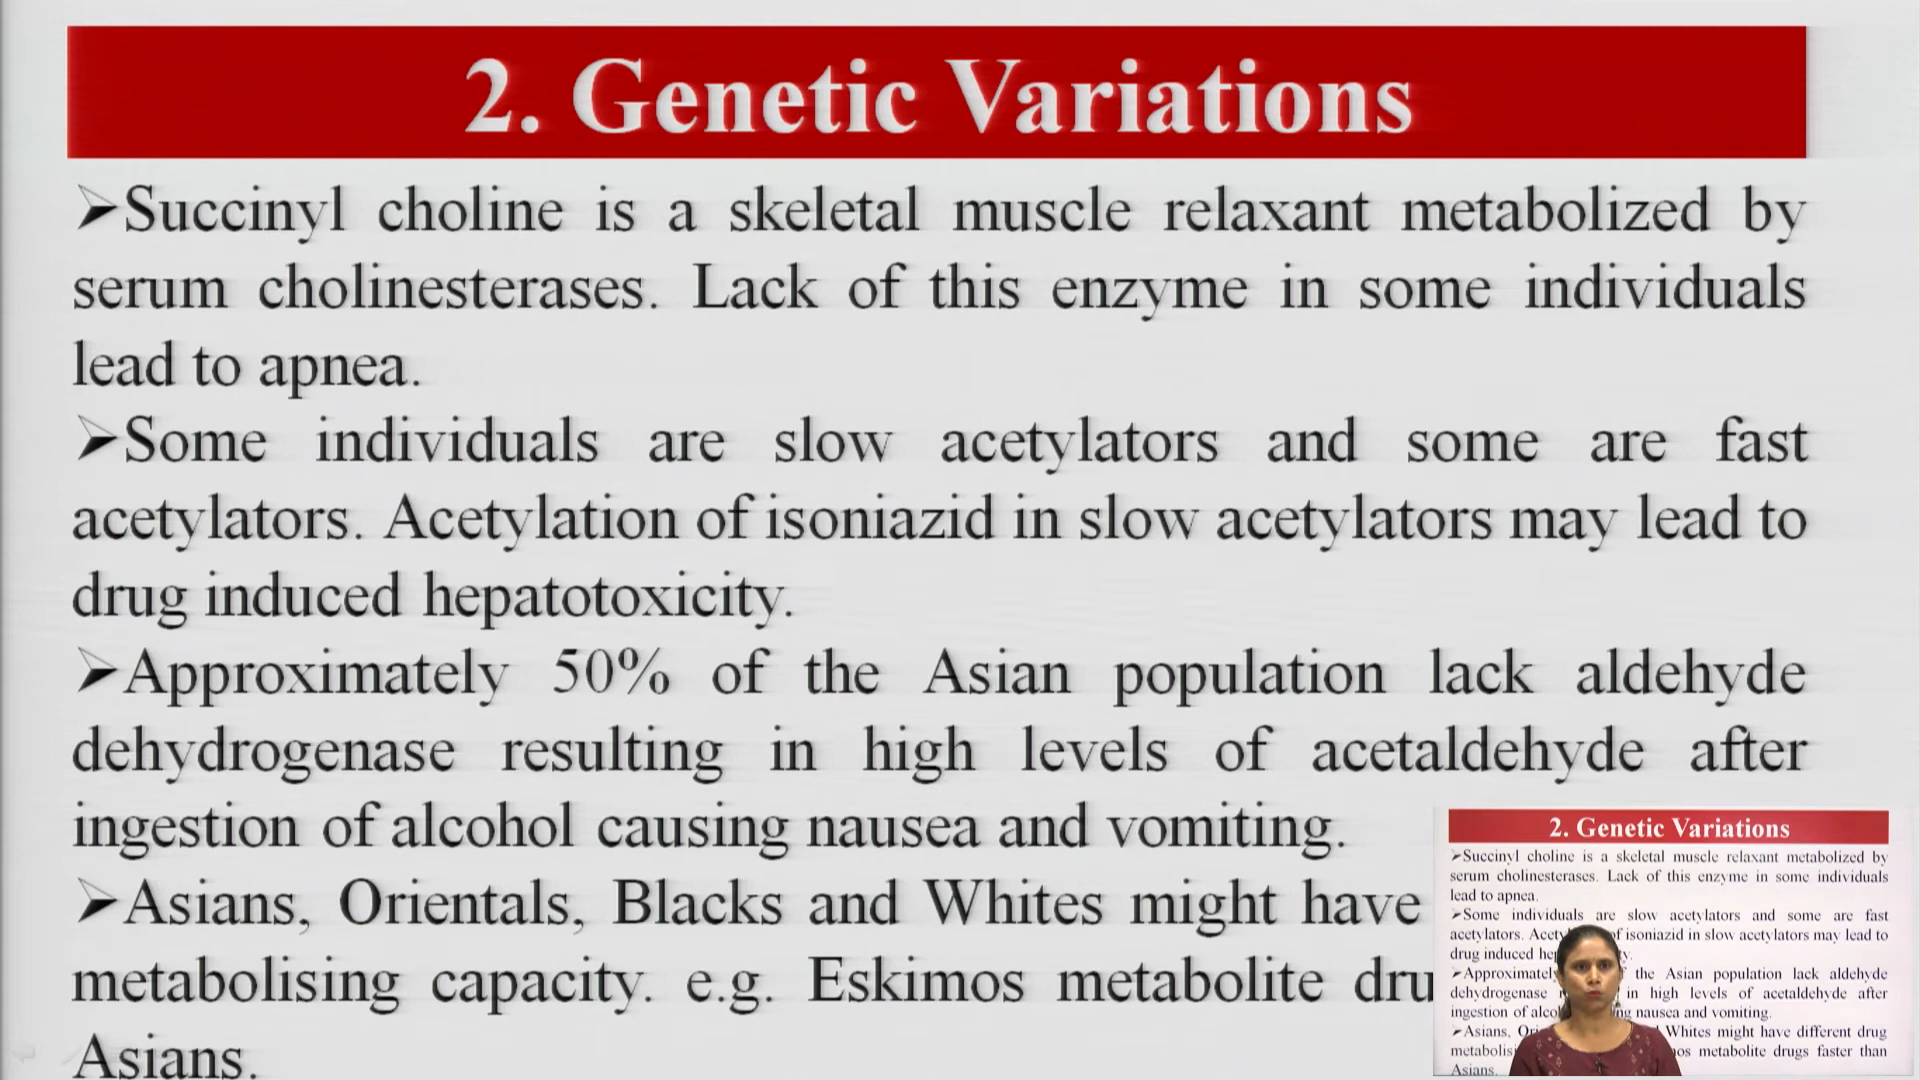 2. Genetic Variations
➢Succinyl choline is a skeletal muscle relaxant metabolized by
serum cholinesterases. Lack of this enzyme in some individuals
lead to apnea.
➢Some individuals are slow acetylators and some are fast
acetylators. Acetylation of isoniazid in slow acetylators may lead to
drug induced hepatotoxicity.
➢Approximately 50% of the Asian population lack aldehyde
dehydrogenase resulting in high levels of acetaldehyde after
ingestion of alcohol causing nausea and vomiting.
➢Asians, Orientals, Blacks and Whites might have
metabolising capacity. e.g. Eskimos metabolite dru
Asians.
2. Genetic Variations
➢Succinyl choline is a skeletal muscle relaxant metabolized by
serum cholinesterases. Lack of this enzyme in some individuals
lead to apnea.
➢Some individuals are slow acetylators and some are fast
acetylators. Acety of isoniazid in slow acetylators may lead to
drug induced hep y.
➢Approximately the Asian population lack aldehyde
dehydrogenase in high levels of acetaldehyde after
ingestion of alcoh ng nausea and vomiting.
➢Asians, Ori Whites might have different drug
metabolis os metabolite drugs faster than
Asians.